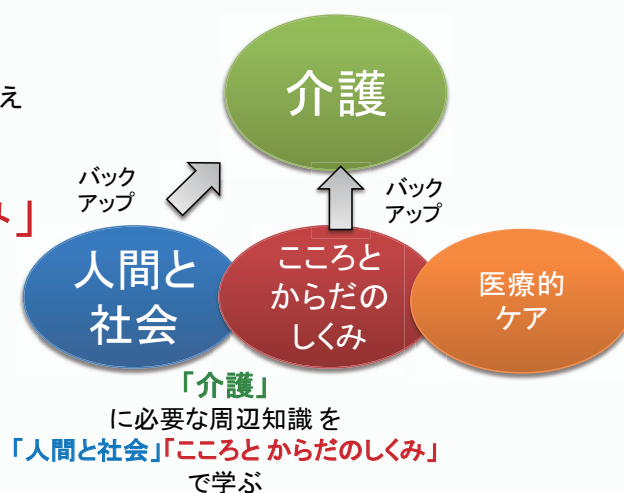 え
み」
介護
バック
アップ
バック
アップ
人間と
社会
こころと
からだの
しくみ
医療的
ケア
「介護」
に必要な周辺知識を
「人間と社会」「こころとからだのしくみ」
で学ぶ